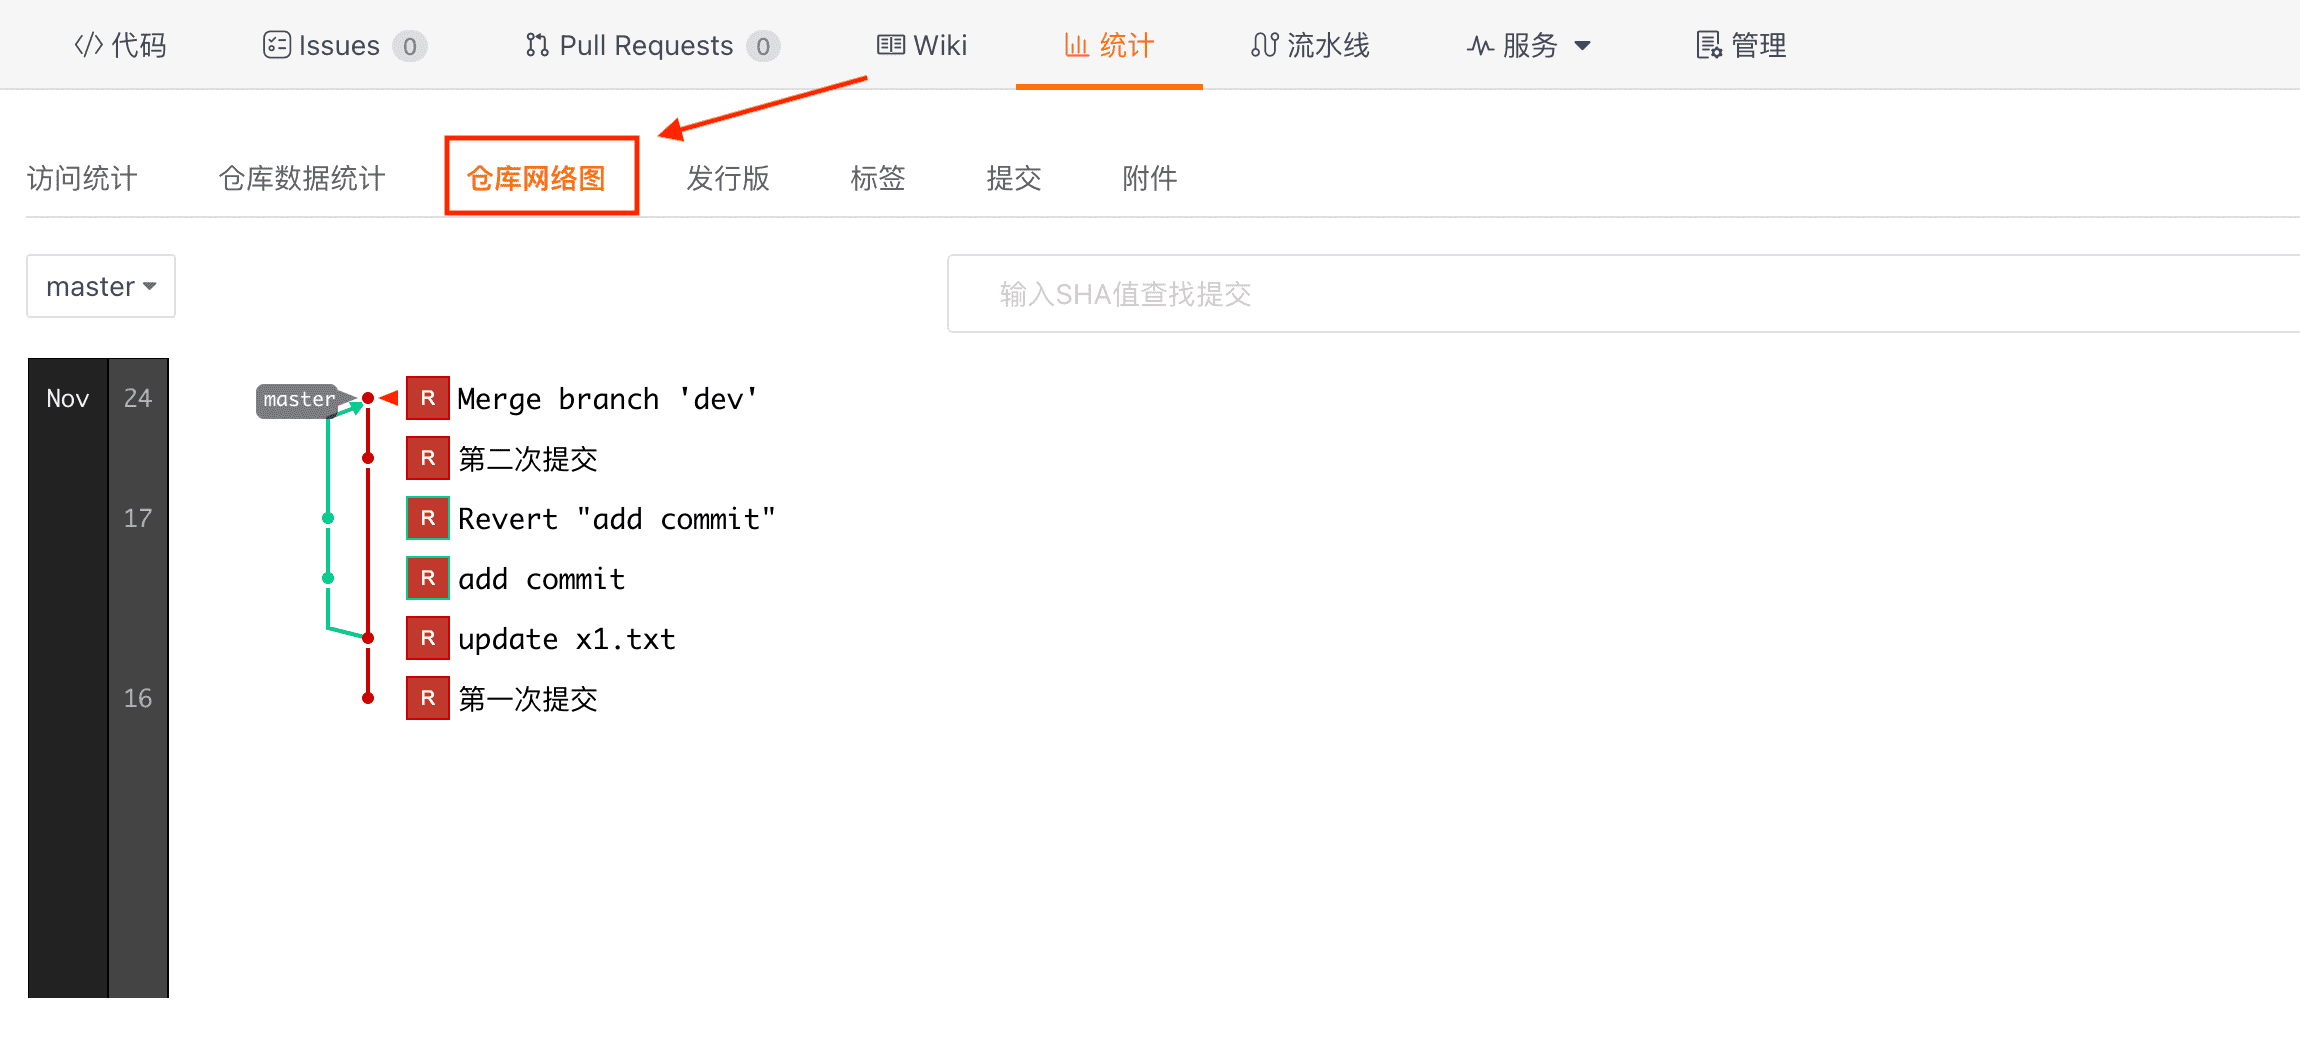 代码 Issues 0 Pull Requests 0 Wiki 统计 流水线 服务 管理
访问统计 仓库数据统计 仓库网络图 发行版 标签 提交 附件
master 输入SHA值查找提交
Nov 24 master R Merge branch 'dev'
R 第二次提交
17 R Revert "add commit"
R add commit
R update x1.txt
16 R 第一次提交